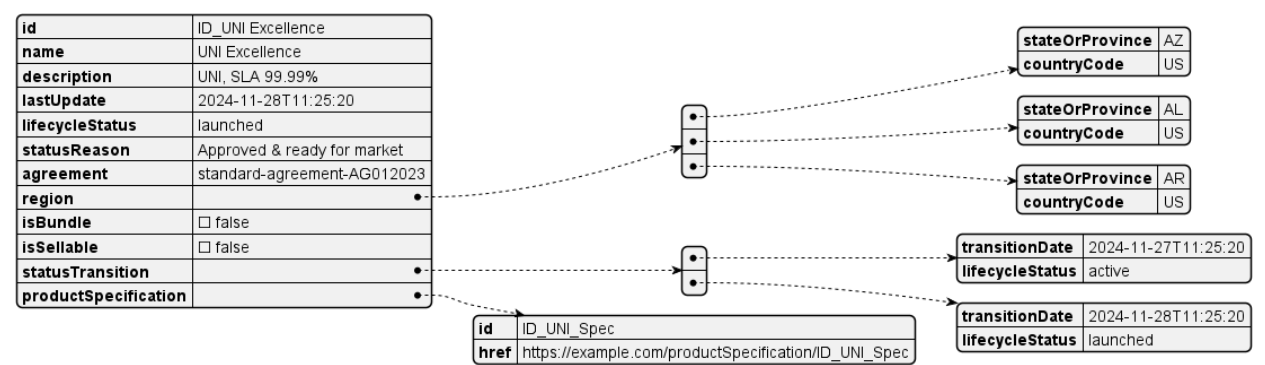 id ID_UNI Excellence
name UNI Excellence
description UNI, SLA 99.99%
lastUpdate 2024-11-28T11:25:20
lifecycleStatus launched
statusReason Approved & ready for market
agreement standard-agreement-AG012023
region
isBundle ☐ false
isSellable ☐ false
statusTransition
productSpecification
stateOrProvince AZ
countryCode US
stateOrProvince AL
countryCode US
stateOrProvince AR
countryCode US
transitionDate 2024-11-27T11:25:20
lifecycleStatus active
transitionDate 2024-11-28T11:25:20
lifecycleStatus launched
id ID_UNI_Spec
href https://example.com/productSpecification/ID_UNI_Spec